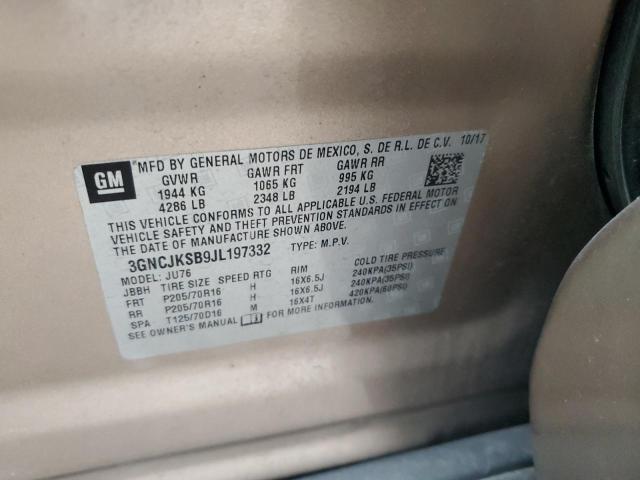 GM
MFD BY GENERAL MOTORS DE MEXICO, S. DE R.L. DE C.V. 10/17
GVWR GAWR FRT GAWR RR
1944 KG 1065 KG 995 KG
4286 LB 2348 LB 2194 LB
THIS VEHICLE CONFORMS TO ALL APPLICABLE U.S. FEDERAL MOTOR
VEHICLE SAFETY AND THEFT PREVENTION STANDARDS IN EFFECT ON
THE DATE OF MANUFACTURE SHOWN ABOVE.
3GNCJKSB9JL197332 TYPE: M.P.V.
MODEL: JU76
JBBH TIRE SIZE SPEED RTG RIM COLD TIRE PRESSURE
FRT P205/70R16 H 16X6.5J 240KPA(35PSI)
RR P205/70R16 H 16X6.5J 240KPA(35PSI)
SPA T125/70D16 M 16X4T 420KPA(60PSI)
SEE OWNER'S MANUAL FOR MORE INFORMATION.